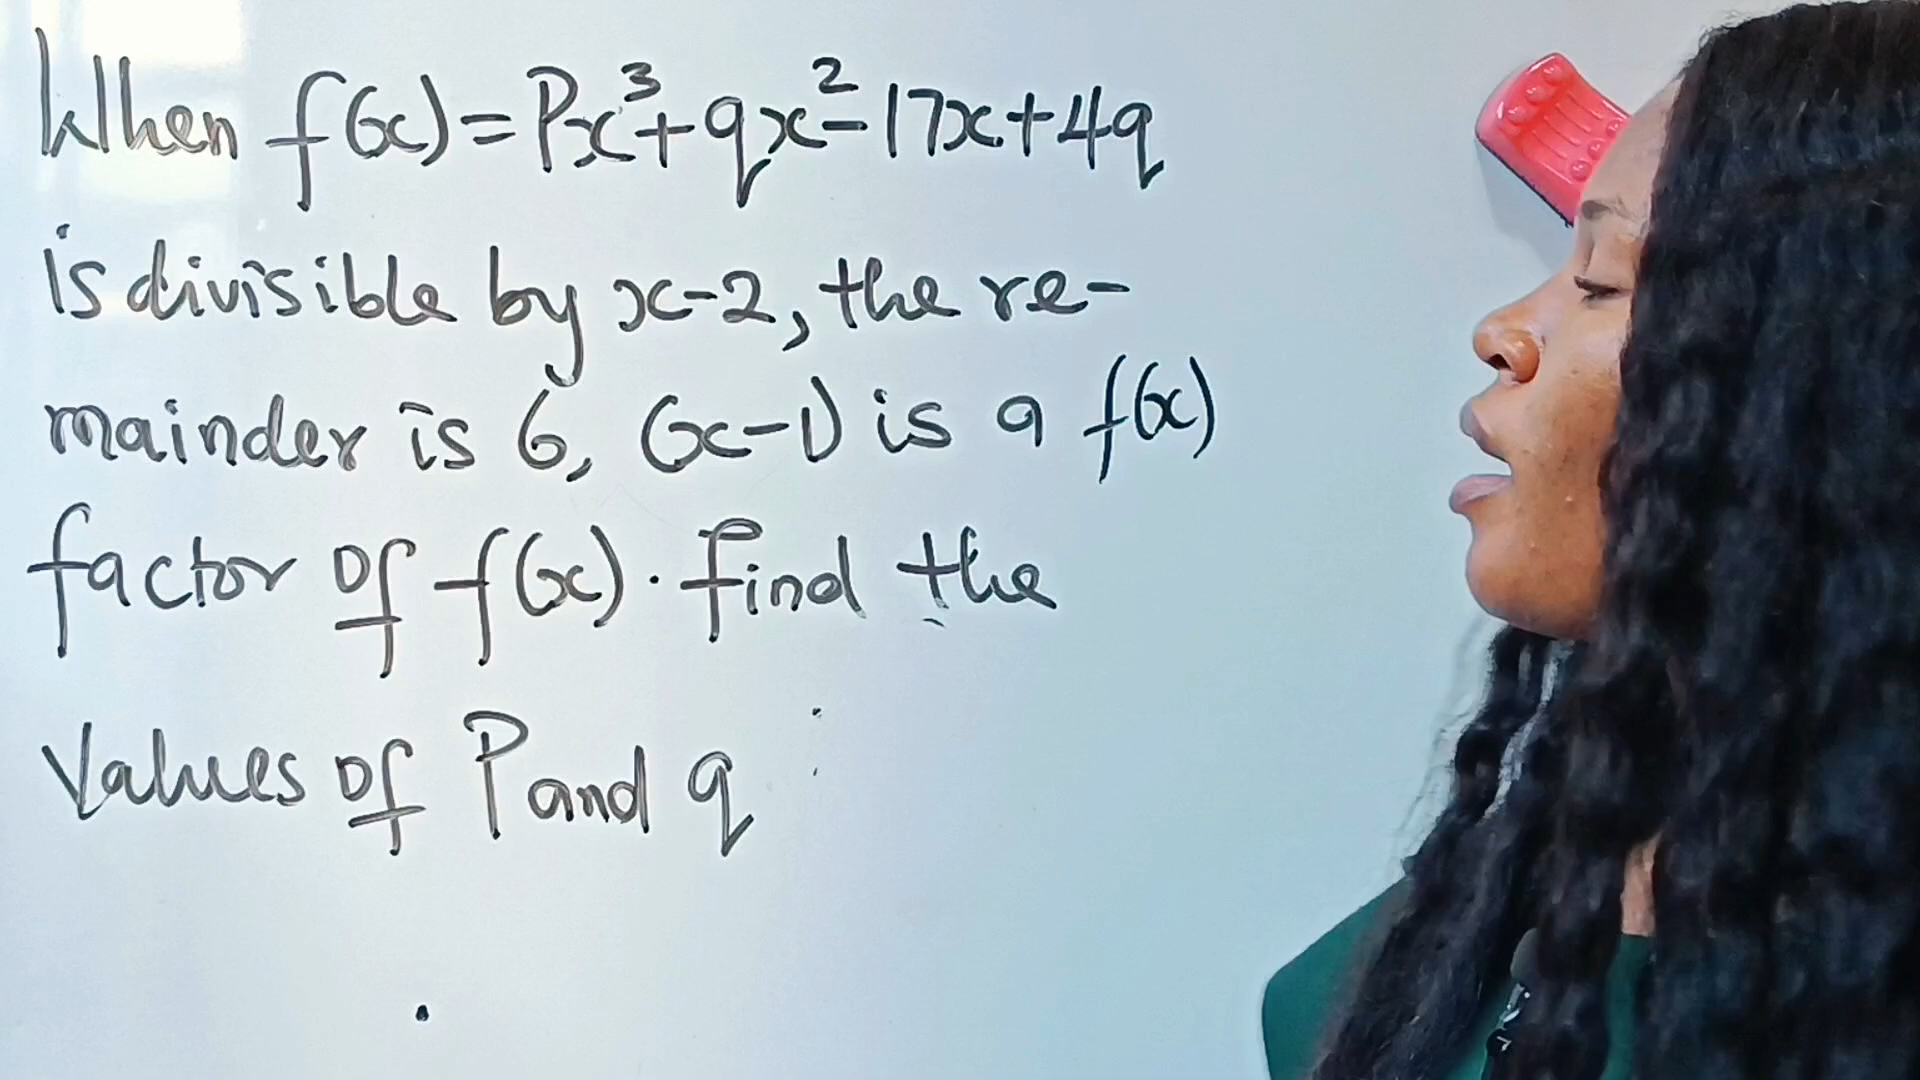 When f(x) = Px³ + qx² - 17x + 4q
is divisible by x-2, the re-
mainder is 6, (x-1) is a f(x)
factor of f(x). Find the
values of P and q